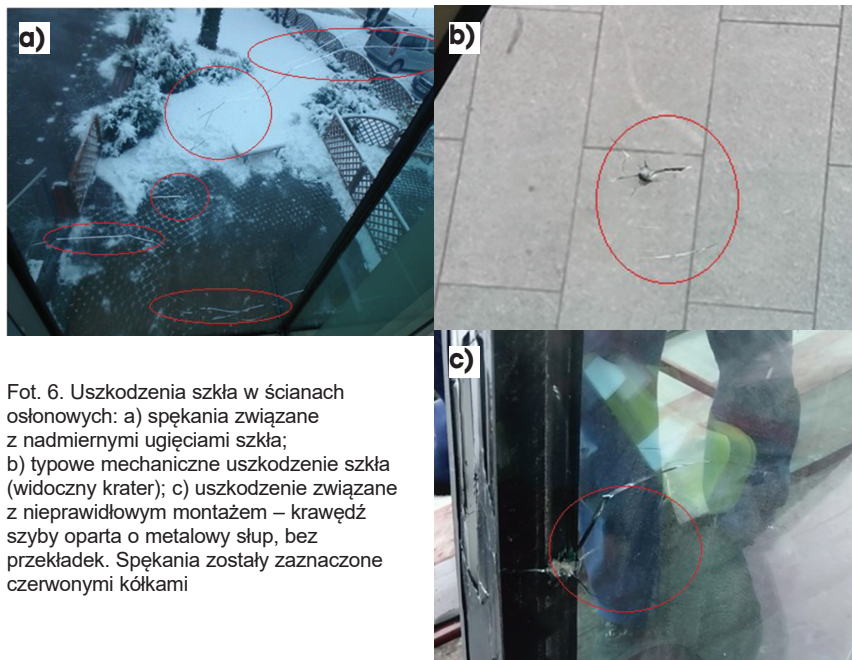 a)
b)
c)
Fot. 6. Uszkodzenia szkła w ścianach
osłonowych: a) spękania związane
z nadmiernymi ugięciami szkła;
b) typowe mechaniczne uszkodzenie szkła
(widoczny krater); c) uszkodzenie związane
z nieprawidłowym montażem – krawędź
szyby oparta o metalowy słup, bez
przekładek. Spękania zostały zaznaczone
czerwonymi kółkami